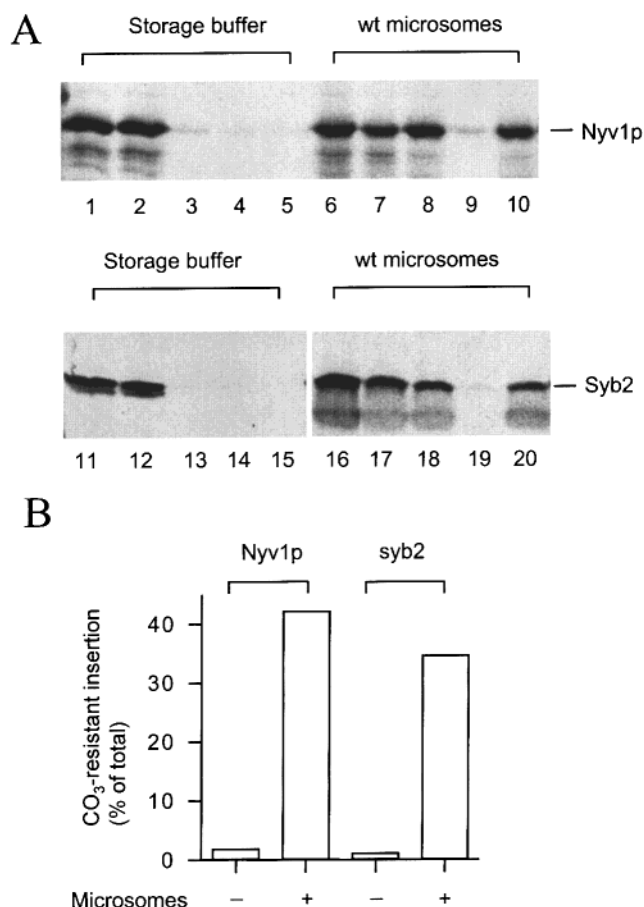 A
Storage buffer wt microsomes
Nyv1p
1 2 3 4 5 6 7 8 9 10
Storage buffer wt microsomes
Syb2
11 12 13 14 15 16 17 18 19 20
B
Nyv1p syb2
CO₃-resistant insertion
(% of total)
40
30
20
10
0
Microsomes − + − +